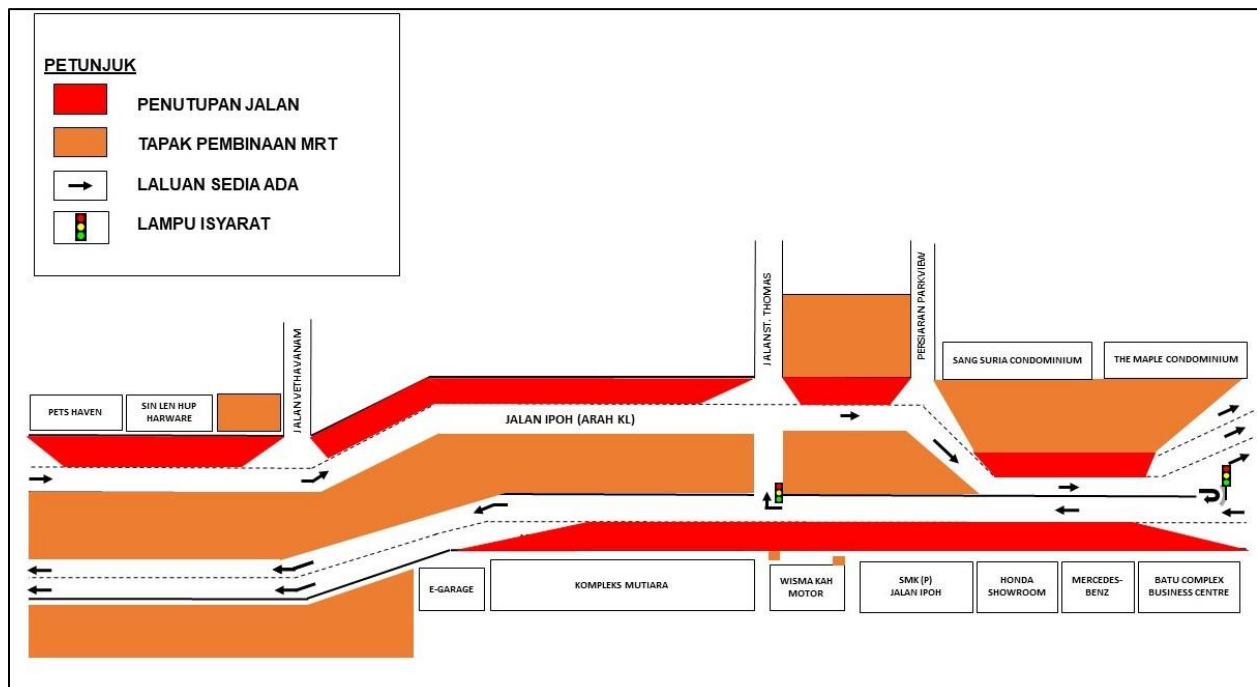 PETUNJUK
PENUTUPAN JALAN
TAPAK PEMBINAAN MRT
LALUAN SEDIA ADA
LAMPU ISYARAT
JALAN VETHAVANAM
JALAN ST. THOMAS
PERSIARAN PARKVIEW
SANG SURIA CONDOMINIUM
THE MAPLE CONDOMINIUM
PETS HAVEN
SIN LEN HUP
HARWARE
JALAN IPOH (ARAH KL)
E-GARAGE
KOMPLEKS MUTIARA
WISMA KAH
MOTOR
SMK (P)
JALAN IPOH
HONDA
SHOWROOM
MERCEDES-
BENZ
BATU COMPLEX
BUSINESS CENTRE